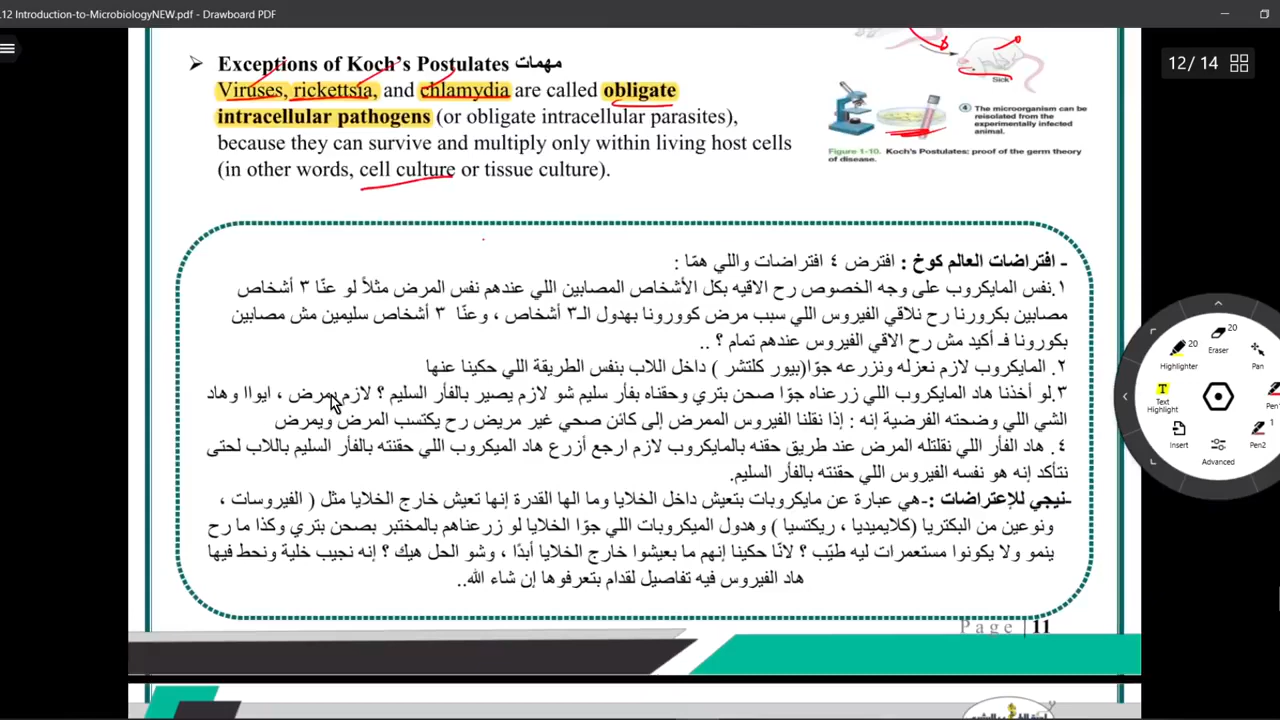 .12 Introduction-to-MicrobiologyNEW.pdf - Drawboard PDF
12/14
Exceptions of Koch's Postulates مهمات
Viruses, rickettsia, and chlamydia are called obligate
intracellular pathogens (or obligate intracellular parasites),
because they can survive and multiply only within living host cells
(in other words, cell culture or tissue culture).
Sick
4 The microorganism can be
reisolated from the
experimentally infected
animal.
Figure 1-10. Koch's Postulates; proof of the germ theory
of disease.
- افتراضات العالم كوخ : افترض ٤ افتراضات واللي همّا :
١.نفس المايكروب على وجه الخصوص رح الاقيه بكل الأشخاص المصابين اللي عندهم نفس المرض مثلاً لو عنّا ٣ أشخاص
مصابين بكرورنا رح نلاقي الفيروس اللي سبب مرض كوورونا بهدول الـ٣ أشخاص ، وعنّا ٣ أشخاص سليمين مش مصابين
بكورونا فـ أكيد مش رح الاقي الفيروس عندهم تمام ؟ ..
٢. المايكروب لازم نعزله ونزرعه جوّا(بيور كلتشر ) داخل اللاب بنفس الطريقة اللي حكينا عنها
٣.لو أخذنا هاد المايكروب اللي زرعناه جوّا صحن بتري وحقناه بفأر سليم شو لازم يصير بالفأر السليم ؟ لازم يمرض ، ايواا وهاد
الشي اللي وضحته الفرضية إنه : إذا نقلنا الفيروس الممرض إلى كائن صحي غير مريض رح يكتسب المرض ويمرض
٤. هاد الفأر اللي نقلتله المرض عند طريق حقنه بالمايكروب لازم ارجع أزرع هاد الميكروب اللي حقنته بالفأر السليم باللاب لحتى
نتأكد إنه هو نفسه الفيروس اللي حقنته بالفأر السليم.
-نيجي للإعتراضات :- هي عبارة عن مايكروبات بتعيش داخل الخلايا وما الها القدرة إنها تعيش خارج الخلايا مثل ( الفيروسات ،
ونوعين من البكتريا (كلايميديا ، ريكتسيا ) وهدول الميكروبات اللي جوّا الخلايا لو زرعناهم بالمختبر بصحن بتري وكذا ما رح
ينمو ولا يكونوا مستعمرات ليه طيّب ؟ لانّا حكينا إنهم ما بعيشوا خارج الخلايا أبدًا ، وشو الحل هيك ؟ إنه نجيب خلية ونحط فيها
هاد الفيروس فيه تفاصيل لقدام بتعرفوها إن شاء الله..
Page | 11
20
Highlighter
20
Eraser
Pan
Text
Highlight
Pen
Insert
Advanced
1
Pen2